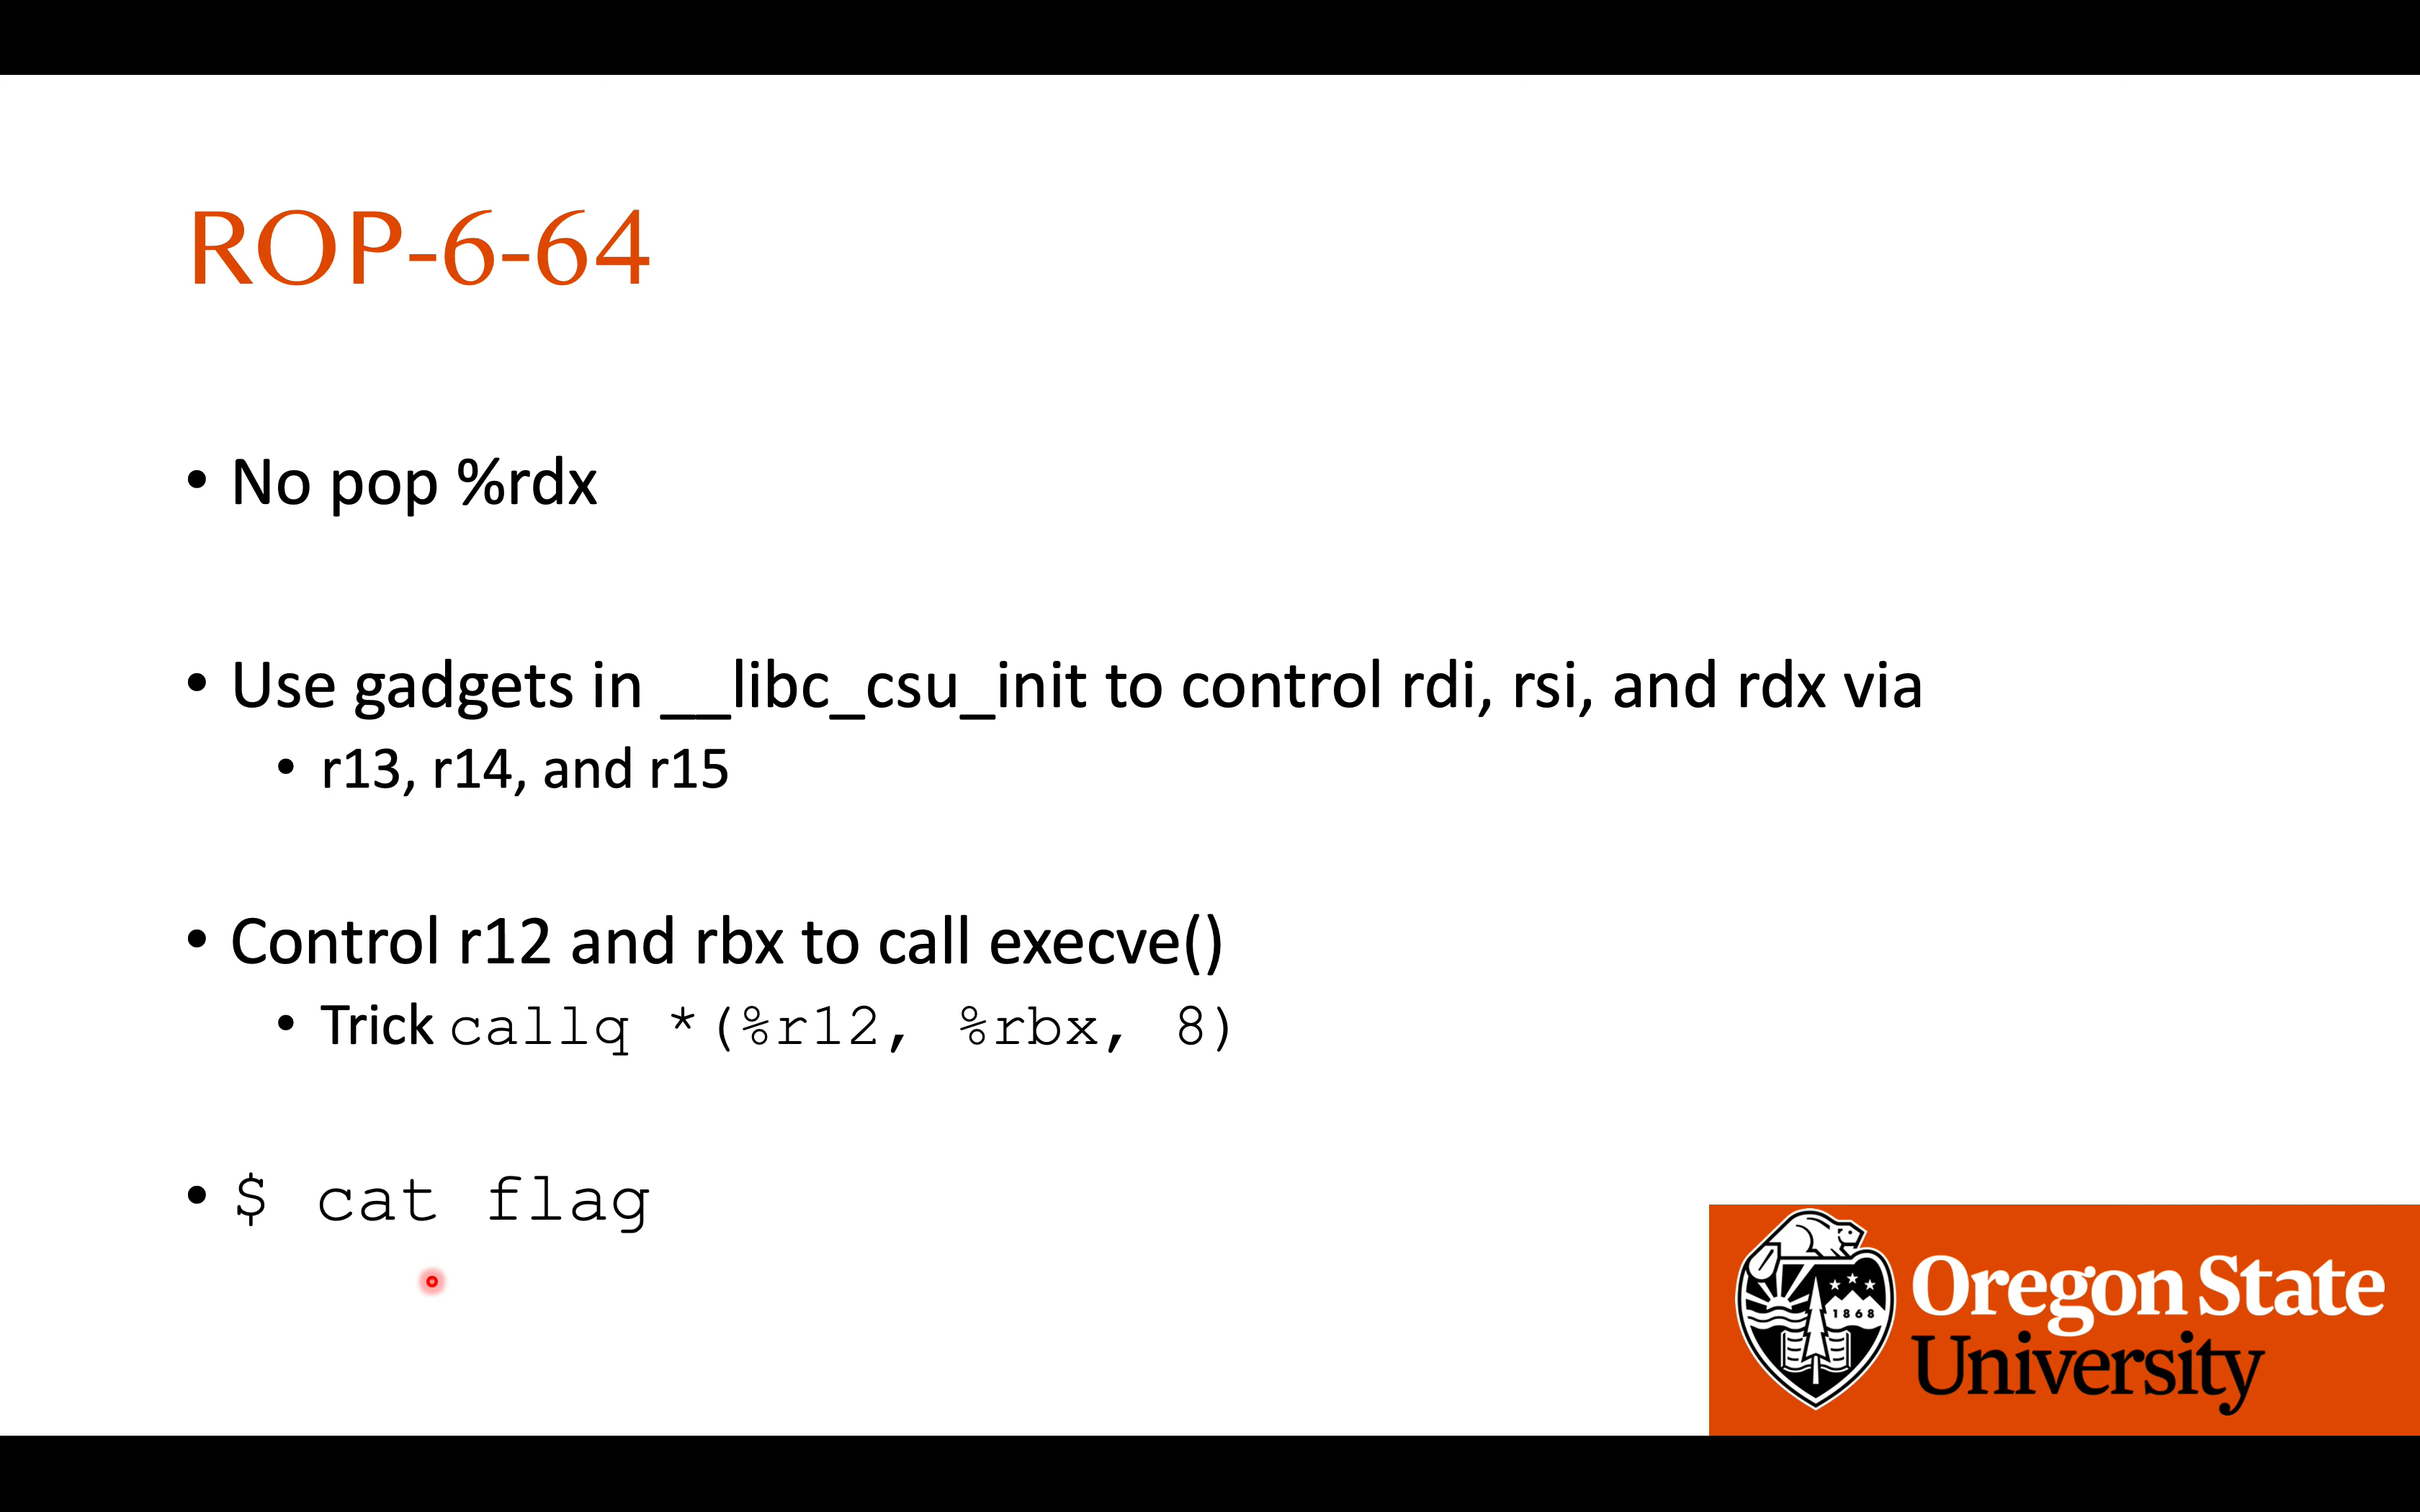 ROP-6-64
• No pop %rdx
• Use gadgets in __libc_csu_init to control rdi, rsi, and rdx via
• r13, r14, and r15
• Control r12 and rbx to call execve()
• Trick callq *(%r12, %rbx, 8)
• $ cat flag
1868
Oregon State
University